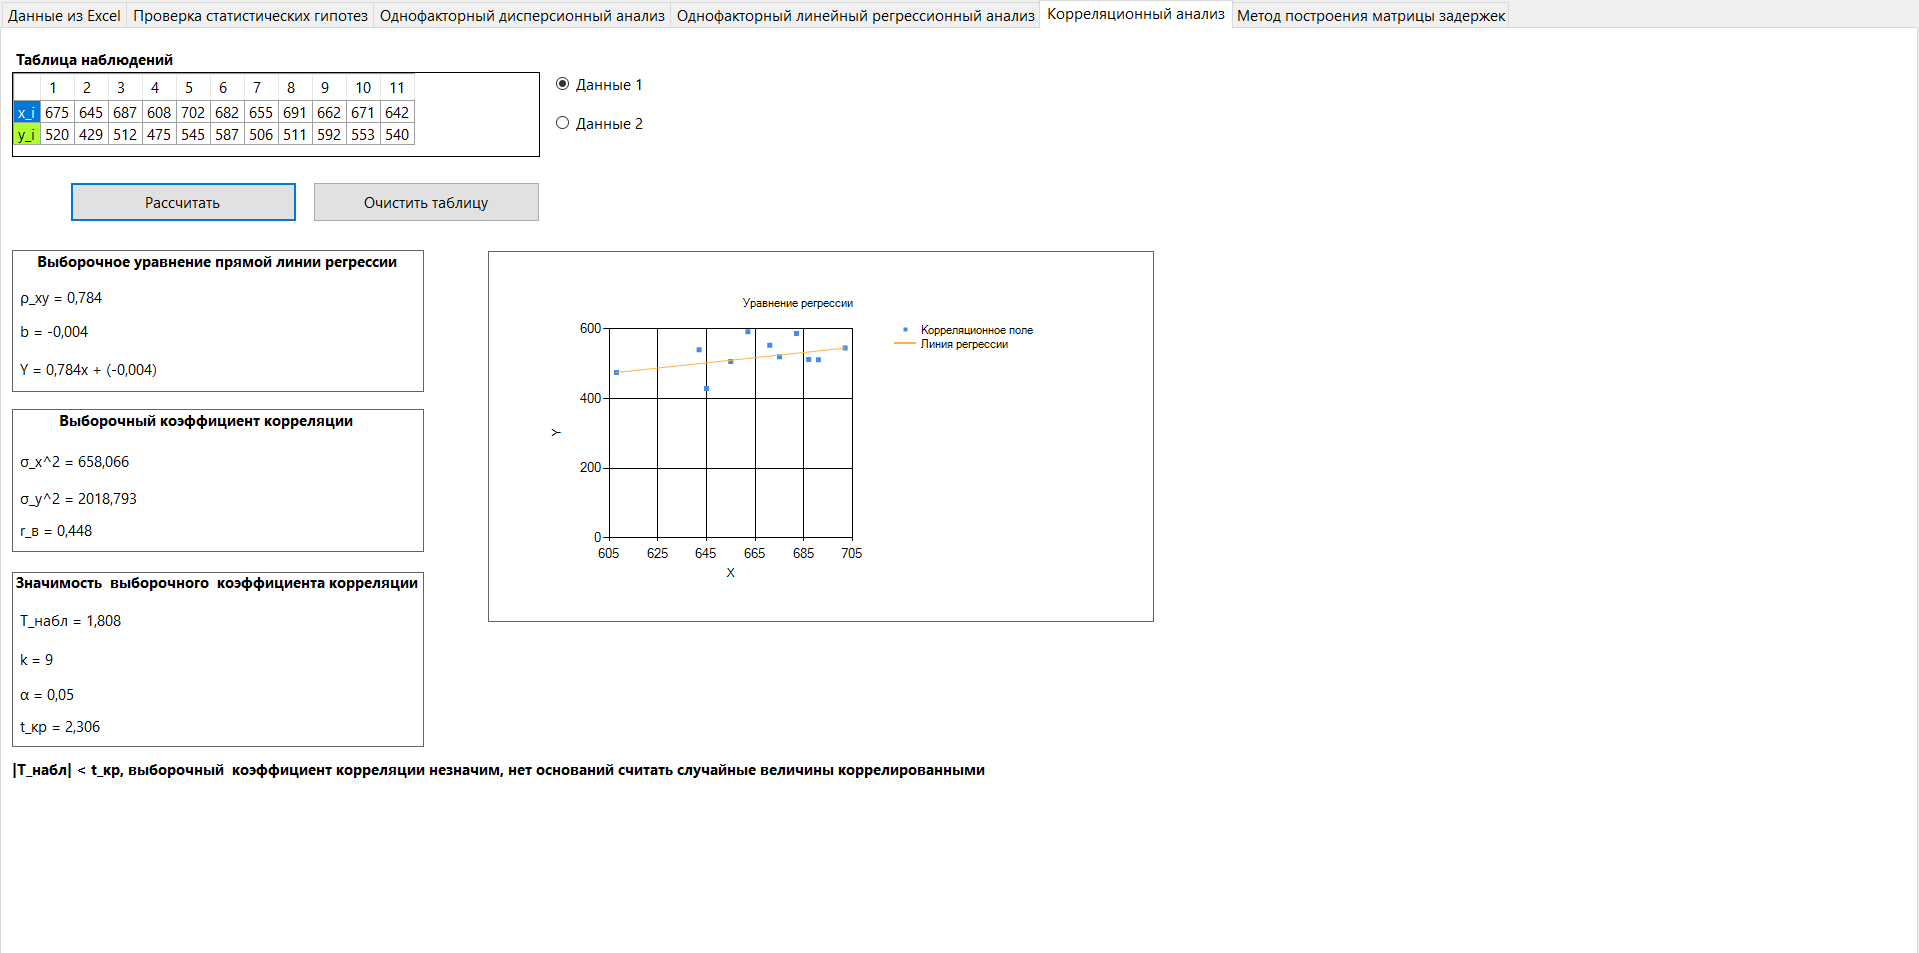 Данные из Excel Проверка статистических гипотез Однофакторный дисперсионный анализ Однофакторный линейный регрессионный анализ Корреляционный анализ Метод построения матрицы задержек
Таблица наблюдений
1 2 3 4 5 6 7 8 9 10 11
x_i 675 645 687 608 702 682 655 691 662 671 642
y_i 520 429 512 475 545 587 506 511 592 553 540
Данные 1
Данные 2
Рассчитать Очистить таблицу
Выборочное уравнение прямой линии регрессии
ρ_xy = 0,784
b = -0,004
Y = 0,784x + (-0,004)
Выборочный коэффициент корреляции
σ_x^2 = 658,066
σ_y^2 = 2018,793
r_в = 0,448
Значимость выборочного коэффициента корреляции
T_набл = 1,808
k = 9
α = 0,05
t_кр = 2,306
Уравнение регрессии
600
400
200
0
605 625 645 665 685 705
Y
X
Корреляционное поле
Линия регрессии
|T_набл| < t_кр, выборочный коэффициент корреляции незначим, нет оснований считать случайные величины коррелированными